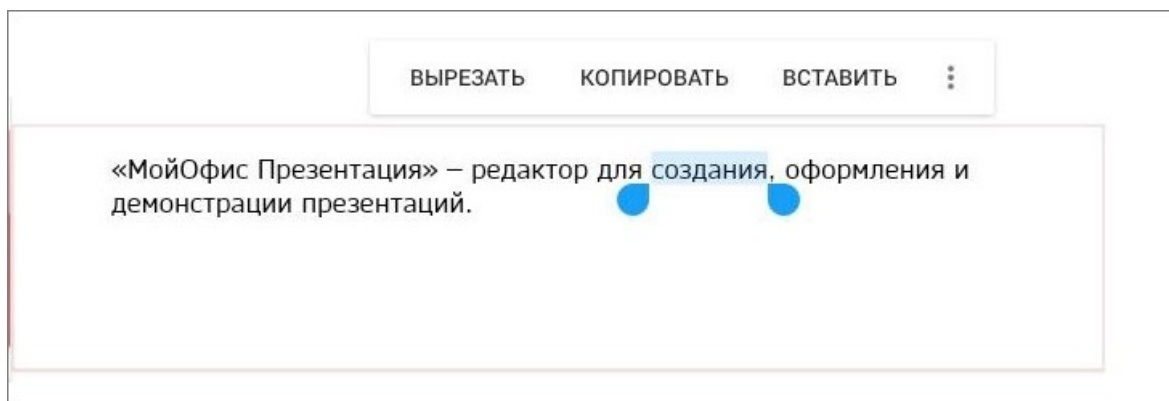 ВЫРЕЗАТЬ КОПИРОВАТЬ ВСТАВИТЬ
«МойОфис Презентация» – редактор для создания, оформления и
демонстрации презентаций.